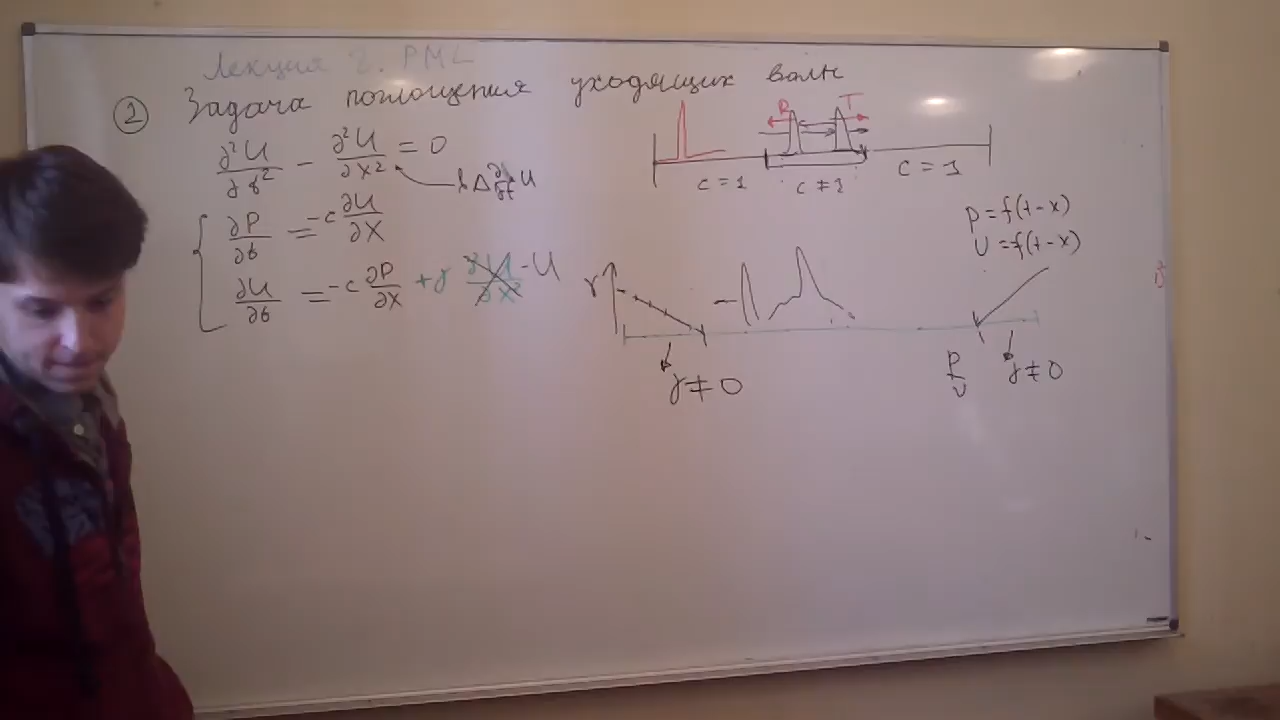 Лекция 2. PML
② Задача поглощения уходящих волн
∂²U/∂t² − ∂²U/∂x² = 0
∂P/∂t = −c ∂U/∂x
∂U/∂t = −c ∂P/∂x + γ − U
R T
c = 1 c ≠ 1 c = 1
P = f(t − x)
U = f(t − x)
γ
γ ≠ 0
P
U
γ ≠ 0